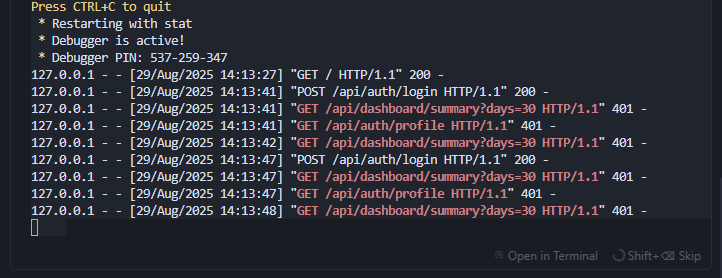 Press CTRL+C to quit
 * Restarting with stat
 * Debugger is active!
 * Debugger PIN: 537-259-347
127.0.0.1 - - [29/Aug/2025 14:13:27] "GET / HTTP/1.1" 200 -
127.0.0.1 - - [29/Aug/2025 14:13:41] "POST /api/auth/login HTTP/1.1" 200 -
127.0.0.1 - - [29/Aug/2025 14:13:41] "GET /api/dashboard/summary?days=30 HTTP/1.1" 401 -
127.0.0.1 - - [29/Aug/2025 14:13:41] "GET /api/auth/profile HTTP/1.1" 401 -
127.0.0.1 - - [29/Aug/2025 14:13:42] "GET /api/dashboard/summary?days=30 HTTP/1.1" 401 -
127.0.0.1 - - [29/Aug/2025 14:13:47] "POST /api/auth/login HTTP/1.1" 200 -
127.0.0.1 - - [29/Aug/2025 14:13:47] "GET /api/dashboard/summary?days=30 HTTP/1.1" 401 -
127.0.0.1 - - [29/Aug/2025 14:13:47] "GET /api/auth/profile HTTP/1.1" 401 -
127.0.0.1 - - [29/Aug/2025 14:13:48] "GET /api/dashboard/summary?days=30 HTTP/1.1" 401 -
Open in Terminal Shift+⌫ Skip